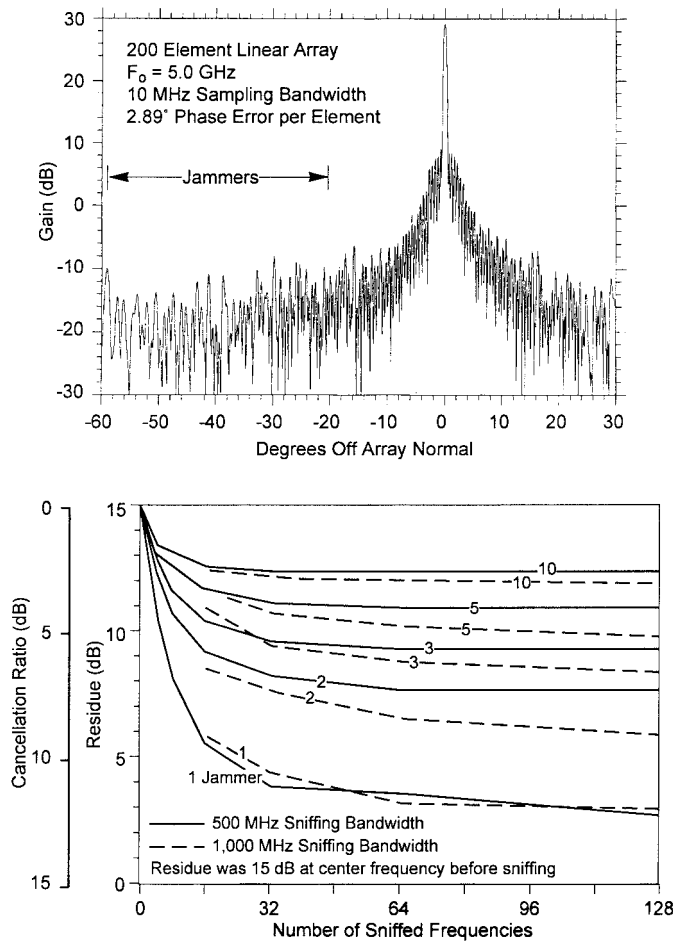 30
20
10
0
-10
-20
-30
Gain (dB)
200 Element Linear Array
F₀ = 5.0 GHz
10 MHz Sampling Bandwidth
2.89° Phase Error per Element
Jammers
-60 -50 -40 -30 -20 -10 0 10 20 30
Degrees Off Array Normal
0
5
10
15
Cancellation Ratio (dB)
15
10
5
0
Residue (dB)
10
10
5
5
3
3
2
2
1
1 Jammer
500 MHz Sniffing Bandwidth
1,000 MHz Sniffing Bandwidth
Residue was 15 dB at center frequency before sniffing
0 32 64 96 128
Number of Sniffed Frequencies